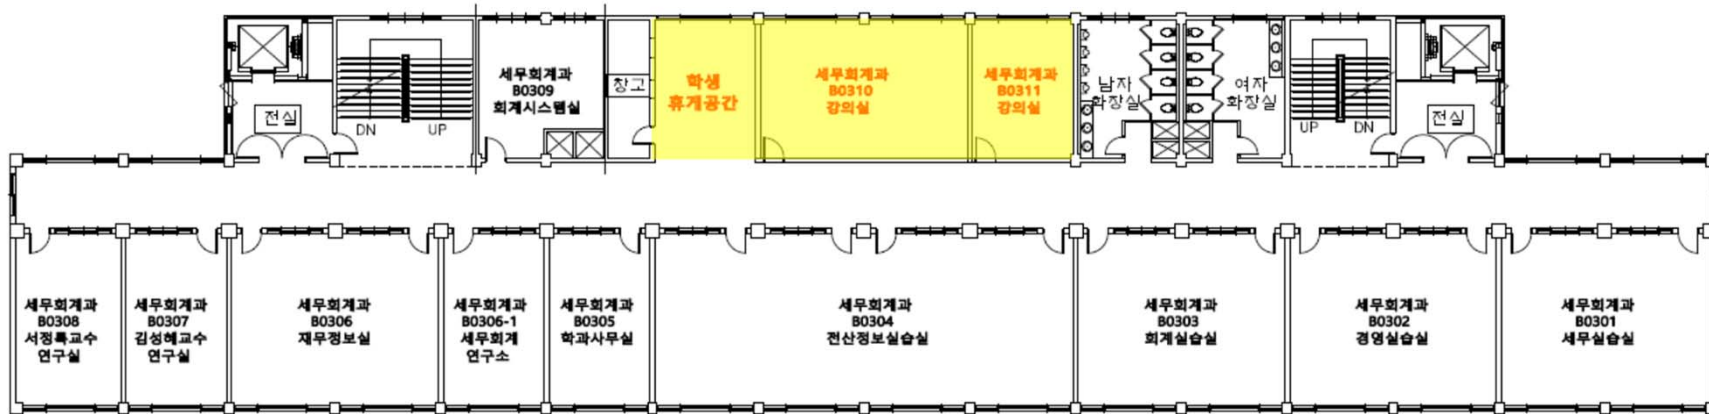 세무회계과
B0309
회계시스템실
창고
학생
휴게공간
세무회계과
B0310
강의실
세무회계과
B0311
강의실
남자
화장실
여자
화장실
전실
DN
UP
UP
DN
전실
세무회계과
B0308
서정록교수
연구실
세무회계과
B0307
김성혜교수
연구실
세무회계과
B0306
재무정보실
세무회계과
B0306-1
세무회계
연구소
세무회계과
B0305
학과사무실
세무회계과
B0304
전산정보실습실
세무회계과
B0303
회계실습실
세무회계과
B0302
경영실습실
세무회계과
B0301
세무실습실